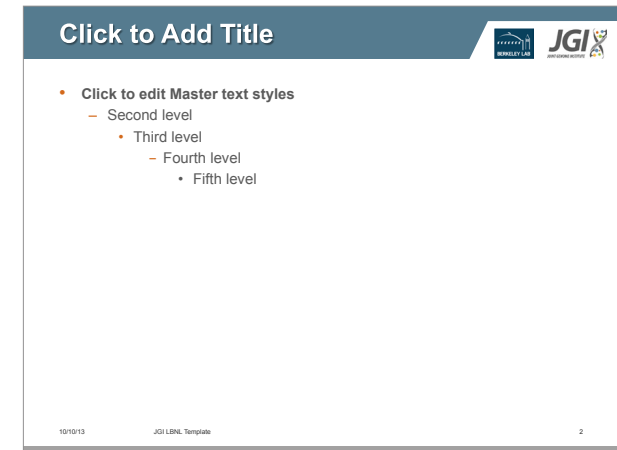 Click to Add Title
BERKELEY LAB
JGI
JOINT GENOME INSTITUTE
• Click to edit Master text styles
– Second level
• Third level
– Fourth level
• Fifth level
10/10/13 JGI LBNL Template 2